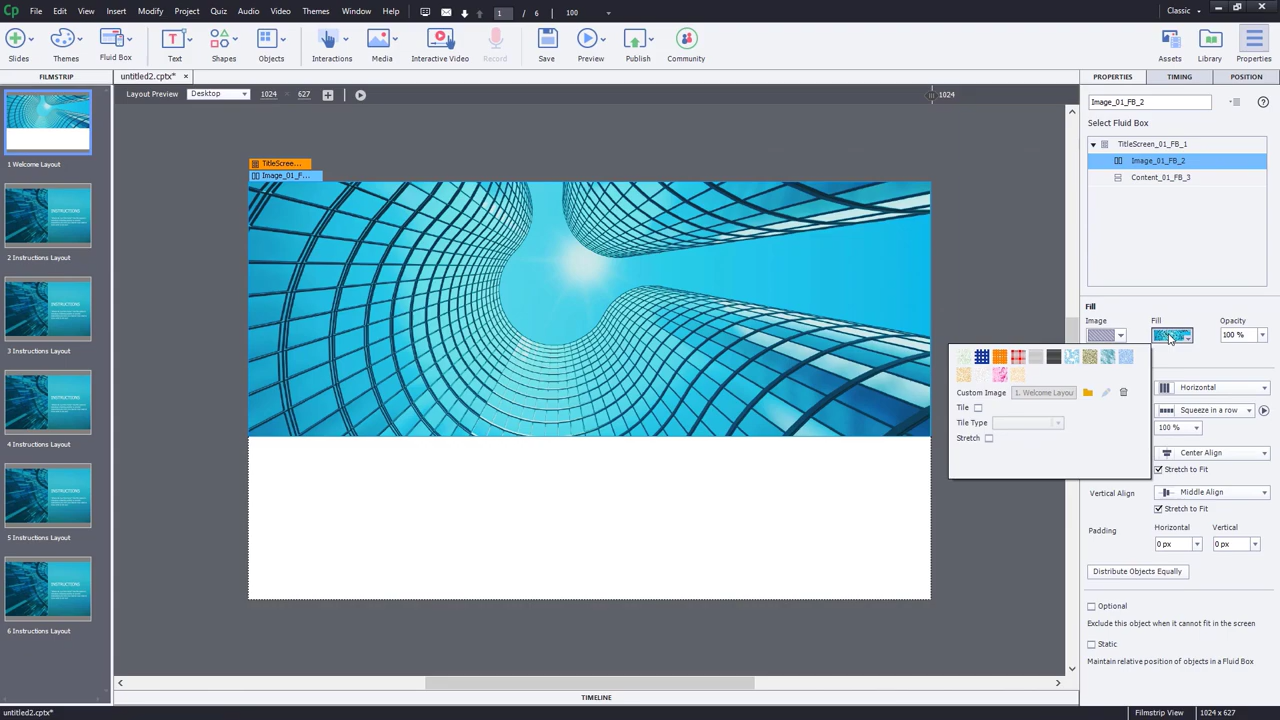 Cp File Edit View Insert Modify Project Quiz Audio Video Themes Window Help 1 / 6 100 Classic
Slides Themes Fluid Box Text Shapes Objects Interactions Media Interactive Video Record Save Preview Publish Community Assets Library Properties
FILMSTRIP untitled2.cptx* PROPERTIES TIMING POSITION
Layout Preview Desktop 1024 × 627 1024
Image_01_FB_2
Select Fluid Box
TitleScreen_01_FB_1
Image_01_FB_2
Content_01_FB_3
1 Welcome Layout
INSTRUCTIONS
2 Instructions Layout
INSTRUCTIONS
3 Instructions Layout
INSTRUCTIONS
4 Instructions Layout
INSTRUCTIONS
5 Instructions Layout
INSTRUCTIONS
6 Instructions Layout
TitleScree...
Image_01_F...
Fill
Image Fill Opacity
100 %
Custom Image 1. Welcome Layou
Tile
Tile Type
Stretch
Horizontal
Squeeze in a row
100 %
Center Align
Stretch to Fit
Vertical Align Middle Align
Stretch to Fit
Horizontal Vertical
Padding
0 px 0 px
Distribute Objects Equally
Optional
Exclude this object when it cannot fit in the screen
Static
Maintain relative position of objects in a Fluid Box
TIMELINE
untitled2.cptx* Filmstrip View 1024 x 627